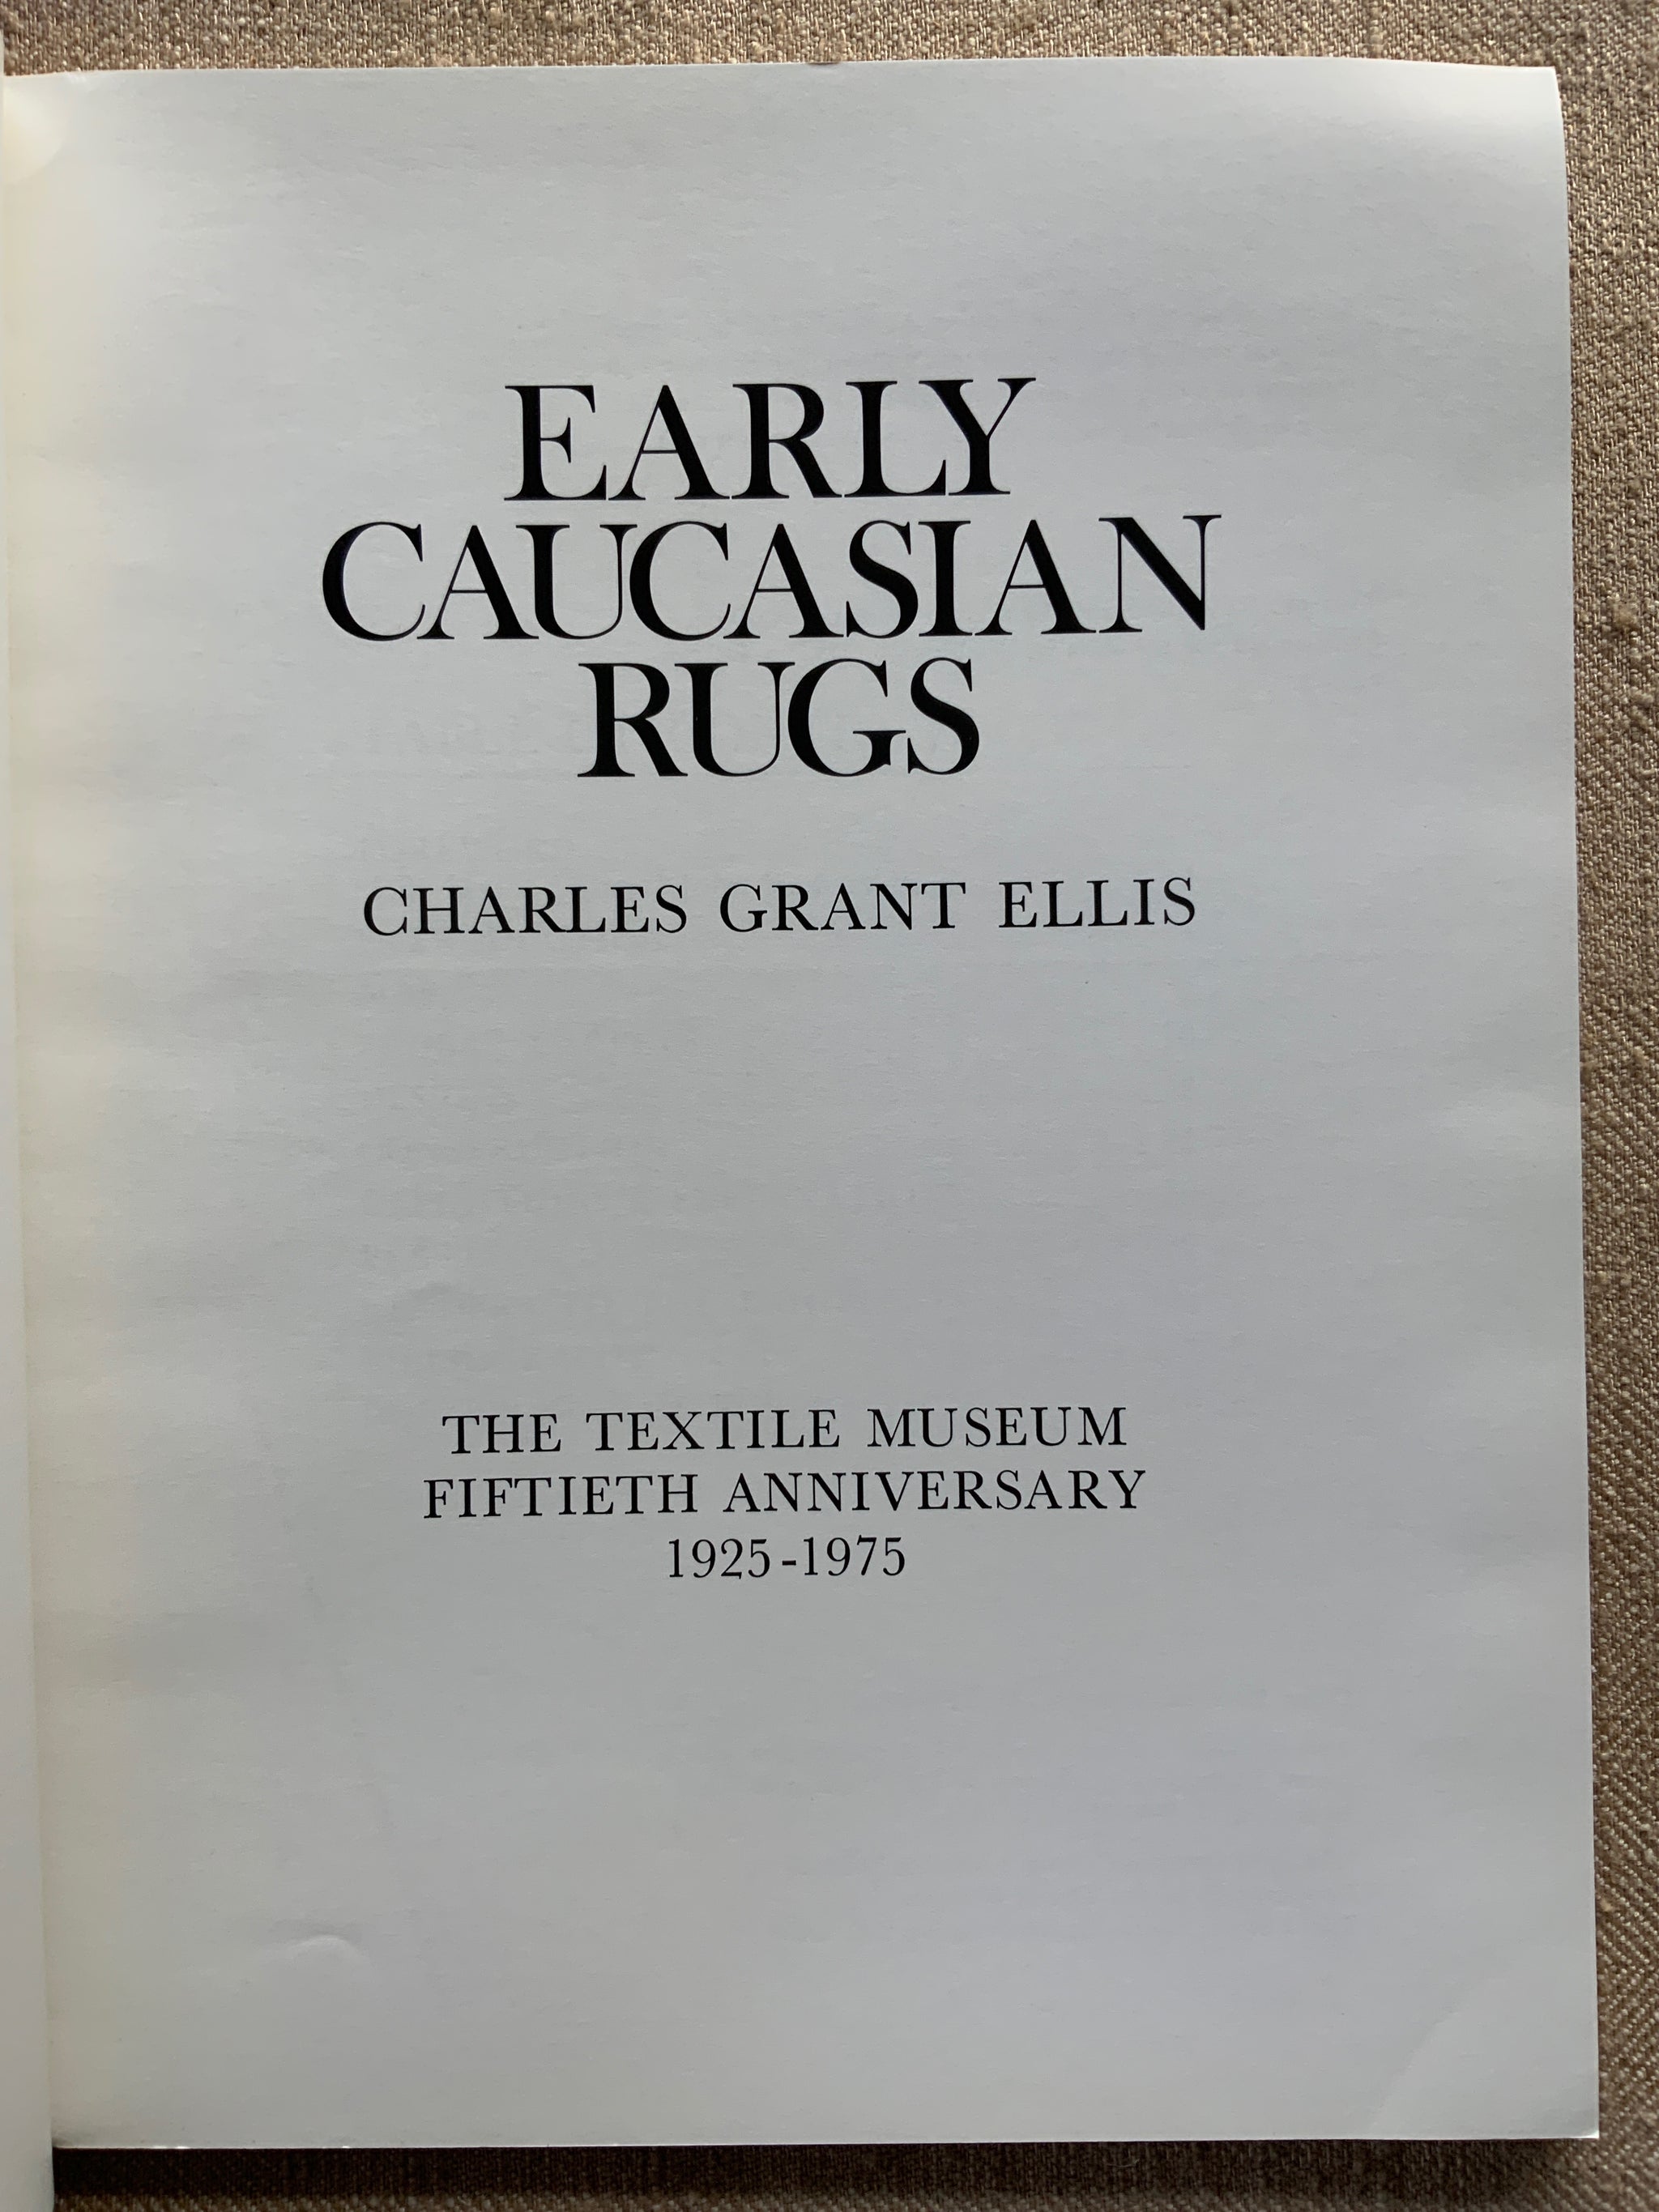 EARLY
CAUCASIAN
RUGS
CHARLES GRANT ELLIS
THE TEXTILE MUSEUM
FIFTIETH ANNIVERSARY
1925-1975